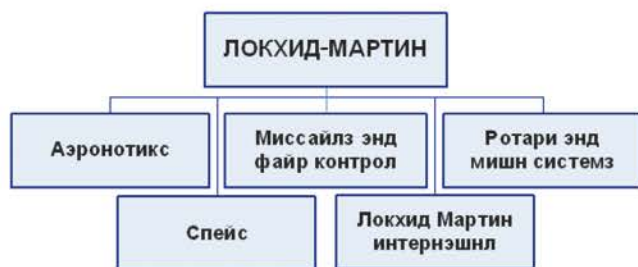 ЛОКХИД-МАРТИН
Аэронотикс
Миссайлз энд
файр контрол
Ротари энд
мишн системз
Спейс
Локхид Мартин
интернэшнл